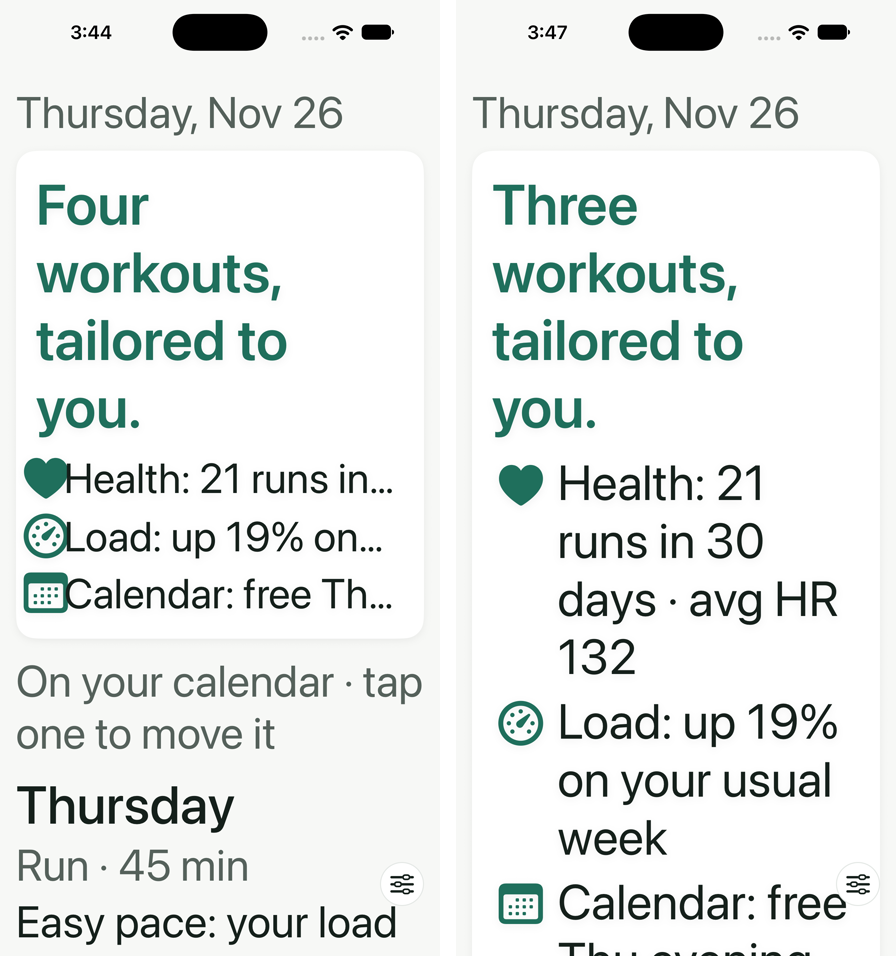 3:44
Thursday, Nov 26
Four
workouts,
tailored to
you.
Health: 21 runs in...
Load: up 19% on...
Calendar: free Th...
On your calendar · tap
one to move it
Thursday
Run · 45 min
Easy pace: your load
3:47
Thursday, Nov 26
Three
workouts,
tailored to
you.
Health: 21
runs in 30
days · avg HR
132
Load: up 19%
on your usual
week
Calendar: free
Thu evening